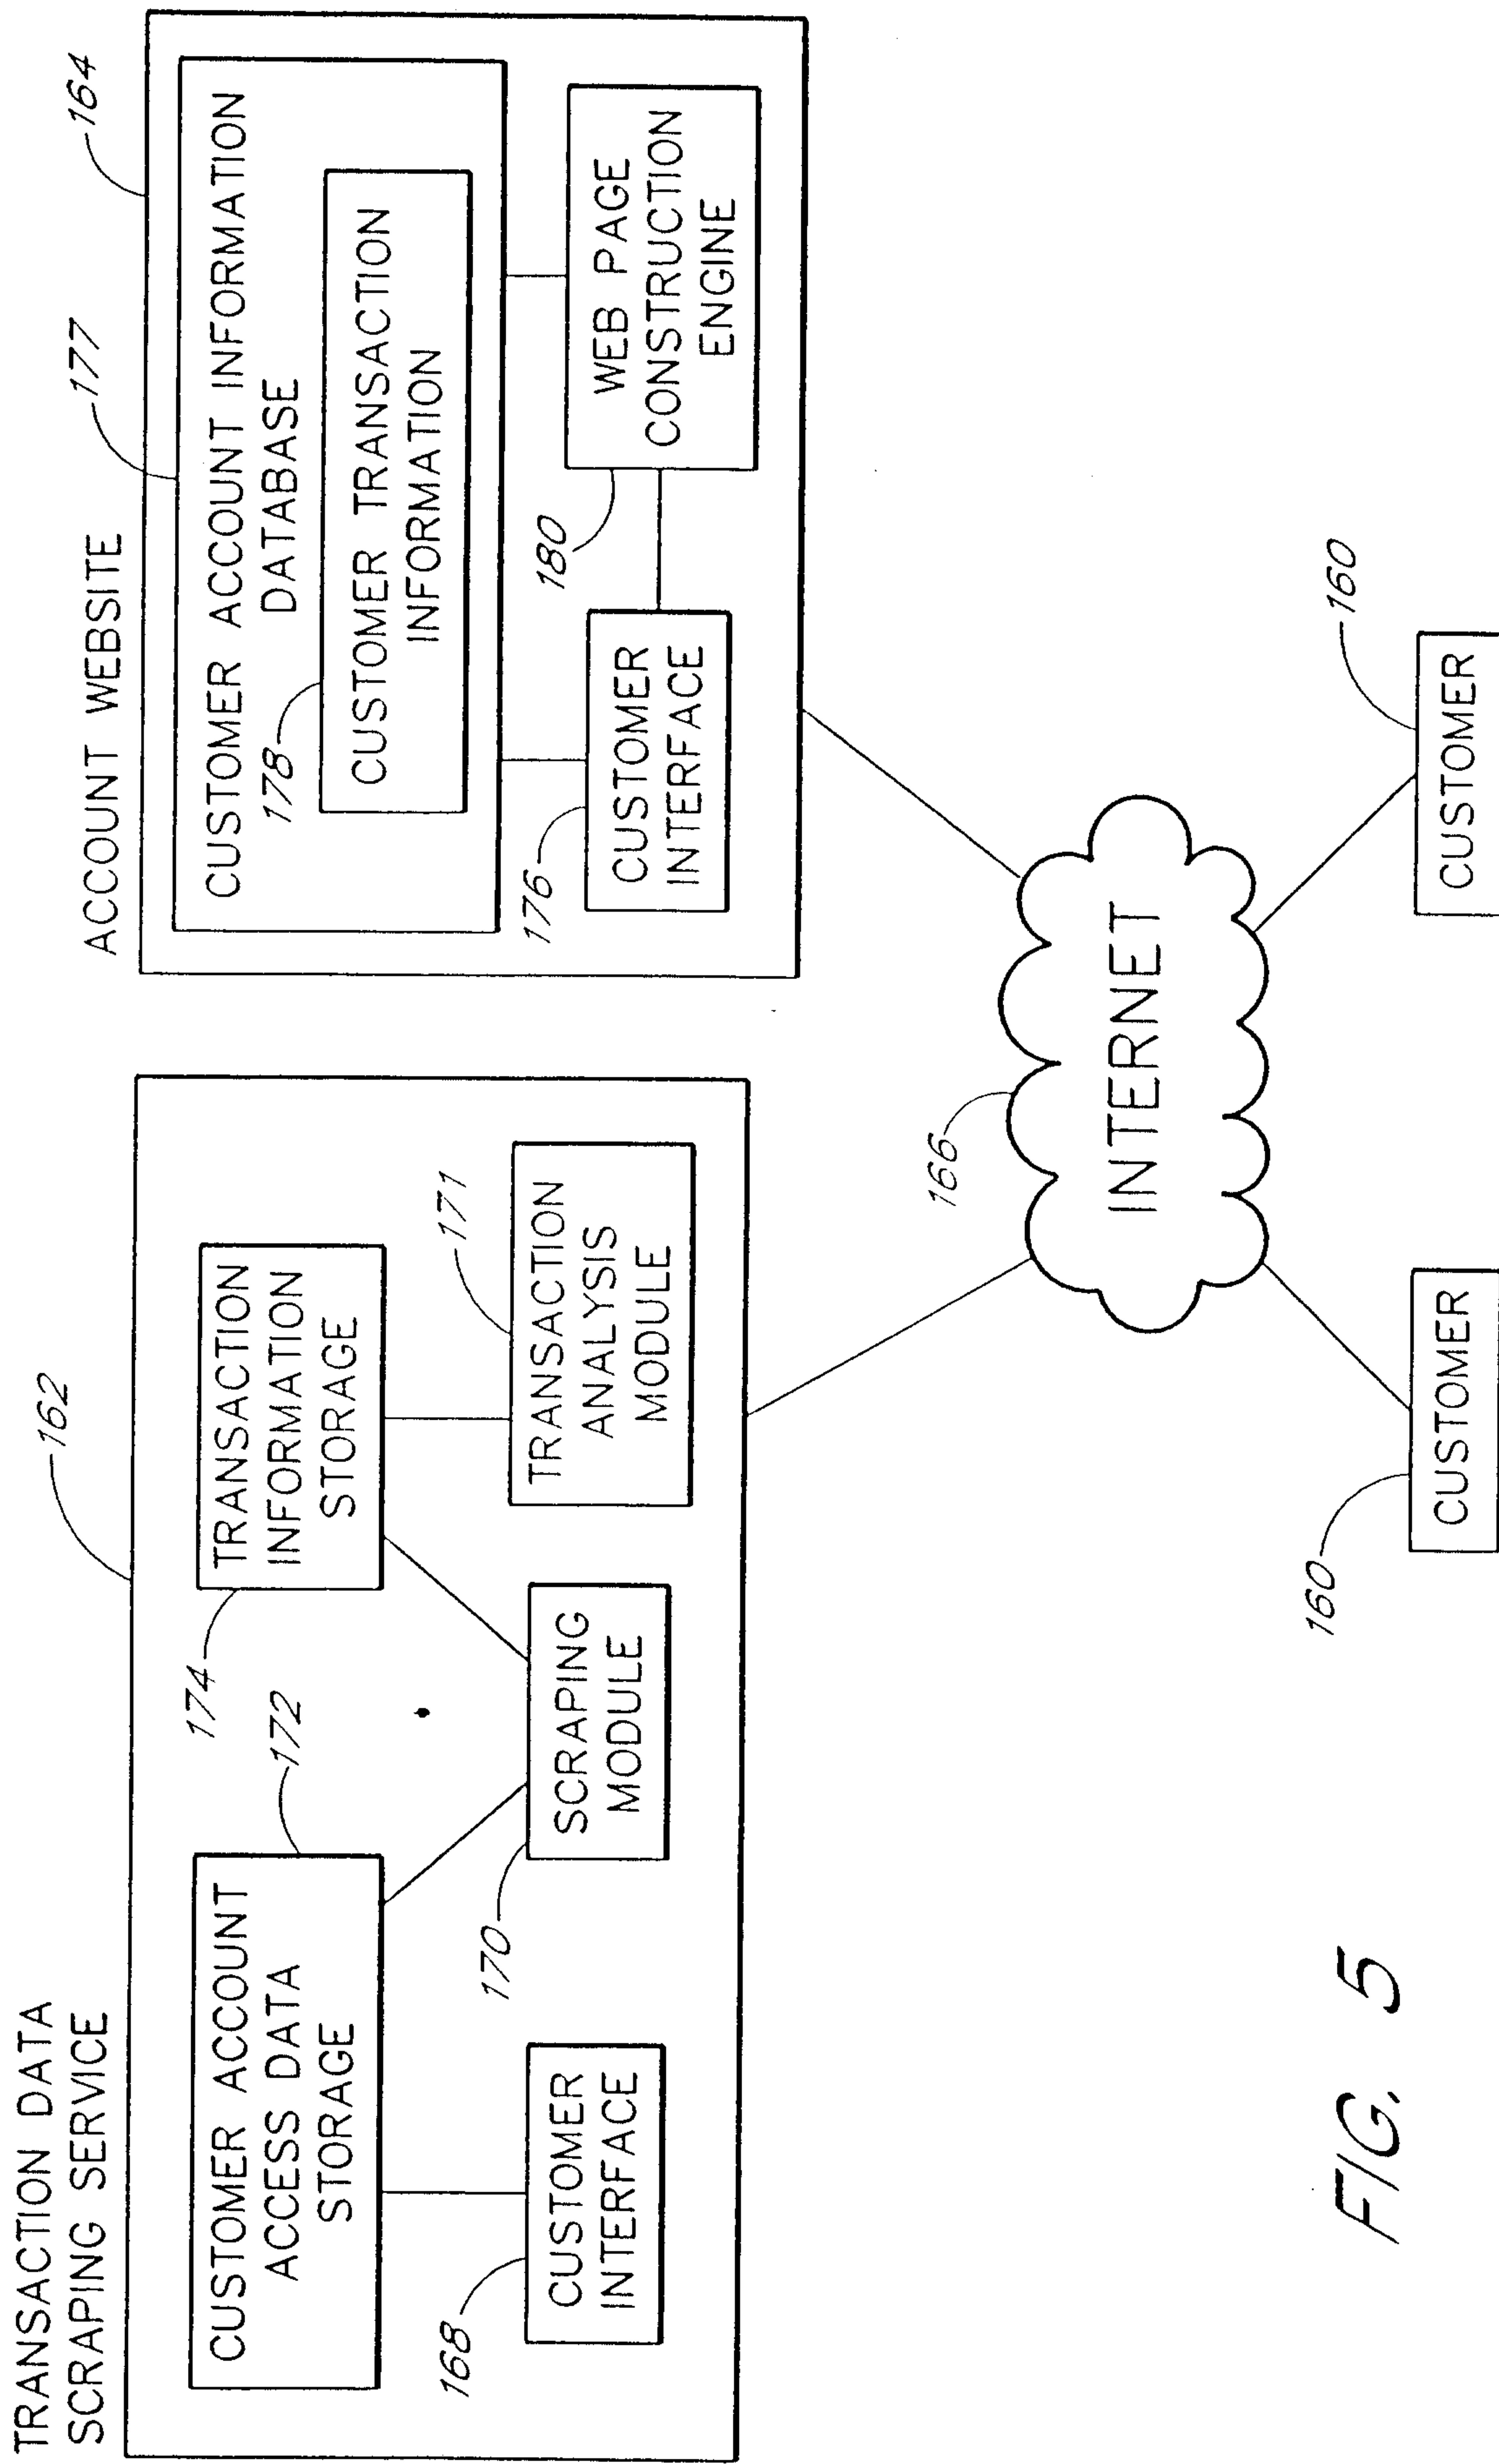 TRANSACTION DATA
SCRAPING SERVICE
162
CUSTOMER ACCOUNT
ACCESS DATA
STORAGE
172
174
TRANSACTION
INFORMATION
STORAGE
168
CUSTOMER
INTERFACE
170
SCRAPING
MODULE
171
TRANSACTION
ANALYSIS
MODULE
ACCOUNT WEBSITE
164
177
CUSTOMER ACCOUNT INFORMATION
DATABASE
178
CUSTOMER TRANSACTION
INFORMATION
176
CUSTOMER
INTERFACE
180
WEB PAGE
CONSTRUCTION
ENGINE
166
INTERNET
160
CUSTOMER
160
CUSTOMER
FIG. 5